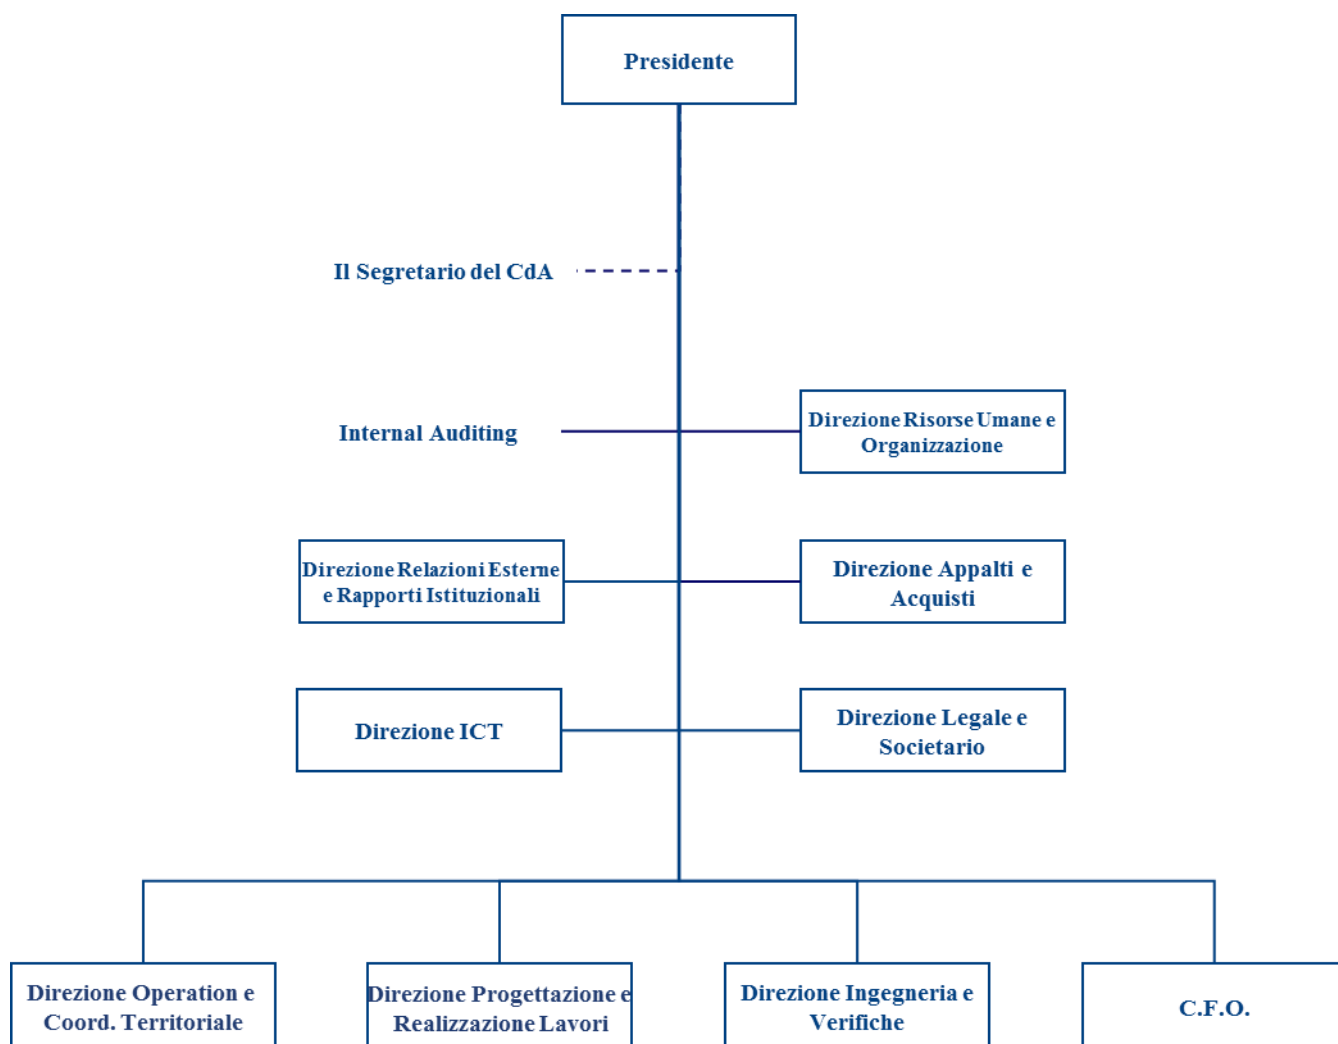 Presidente
Il Segretario del CdA
Internal Auditing
Direzione Risorse Umane e
Organizzazione
Direzione Relazioni Esterne
e Rapporti Istituzionali
Direzione Appalti e
Acquisti
Direzione ICT
Direzione Legale e
Societario
Direzione Operation e
Coord. Territoriale
Direzione Progettazione e
Realizzazione Lavori
Direzione Ingegneria e
Verifiche
C.F.O.